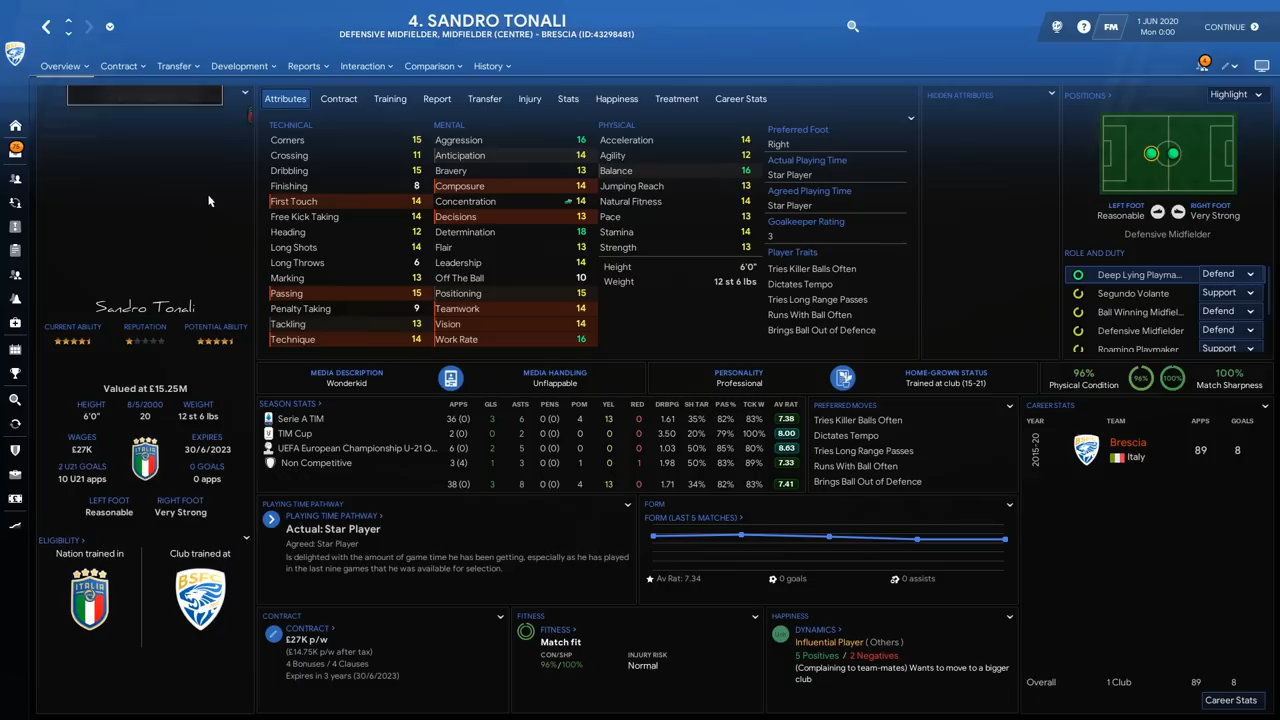 4. SANDRO TONALI
DEFENSIVE MIDFIELDER, MIDFIELDER (CENTRE) - BRESCIA (ID:43298481)
FM
1 JUN 2020
Mon 0:00
CONTINUE
Overview
Contract
Transfer
Development
Reports
Interaction
Comparison
History
Attributes
Contract
Training
Report
Transfer
Injury
Stats
Happiness
Treatment
Career Stats
TECHNICAL
Corners 15
Crossing 11
Dribbling 15
Finishing 8
First Touch 14
Free Kick Taking 14
Heading 12
Long Shots 14
Long Throws 6
Marking 13
Passing 15
Penalty Taking 9
Tackling 13
Technique 14
MENTAL
Aggression 16
Anticipation 14
Bravery 13
Composure 14
Concentration 14
Decisions 13
Determination 18
Flair 13
Leadership 14
Off The Ball 10
Positioning 15
Teamwork 14
Vision 14
Work Rate 16
PHYSICAL
Acceleration 14
Agility 12
Balance 16
Jumping Reach 13
Natural Fitness 14
Pace 13
Stamina 14
Strength 13
Height 6'0"
Weight 12 st 6 lbs
Preferred Foot
Right
Actual Playing Time
Star Player
Agreed Playing Time
Star Player
Goalkeeper Rating
3
Player Traits
Tries Killer Balls Often
Dictates Tempo
Tries Long Range Passes
Runs With Ball Often
Brings Ball Out of Defence
HIDDEN ATTRIBUTES
POSITIONS >
Highlight
LEFT FOOT
Reasonable
RIGHT FOOT
Very Strong
Defensive Midfielder
ROLE AND DUTY
Deep Lying Playma... Defend
Segundo Volante Support
Ball Winning Midfiel... Defend
Defensive Midfielder Defend
Roaming Playmaker Support
Sandro Tonali
CURRENT ABILITY
REPUTATION
POTENTIAL ABILITY
Valued at £15.25M
HEIGHT
6'0"
8/5/2000
20
WEIGHT
12 st 6 lbs
WAGES
£27K
EXPIRES
30/6/2023
2 U21 GOALS
10 U21 apps
0 GOALS
0 apps
LEFT FOOT
Reasonable
RIGHT FOOT
Very Strong
ELIGIBILITY >
Nation trained in
Club trained at
ITALIA
BSFC
MEDIA DESCRIPTION
Wonderkid
MEDIA HANDLING
Unflappable
PERSONALITY
Professional
HOME-GROWN STATUS
Trained at club (15-21)
96%
Physical Condition
96%
100%
100%
Match Sharpness
SEASON STATS > APPS GLS ASTS PENS POM YEL RED DRBPG SH TAR PAS % TCK W AV RAT
Serie A TIM 36 (0) 3 6 0 (0) 4 13 0 1.61 35% 82% 83% 7.38
TIM Cup 2 (0) 0 2 0 (0) 0 0 0 3.50 20% 79% 100% 8.00
UEFA European Championship U-21 Q... 6 (0) 2 5 0 (0) 0 0 0 1.03 50% 85% 80% 8.63
Non Competitive 3 (4) 1 3 0 (0) 1 0 1 1.98 50% 83% 89% 7.33
38 (0) 3 8 0 (0) 4 13 0 1.71 34% 82% 83% 7.41
PREFERRED MOVES
Tries Killer Balls Often
Dictates Tempo
Tries Long Range Passes
Runs With Ball Often
Brings Ball Out of Defence
CAREER STATS >
YEAR TEAM APPS GOALS
2015-20
Brescia
Italy
89 8
PLAYING TIME PATHWAY
PLAYING TIME PATHWAY >
Actual: Star Player
Agreed: Star Player
Is delighted with the amount of game time he has been getting, especially as he has played
in the last nine games that he was available for selection.
FORM
FORM (LAST 5 MATCHES) >
Av Rat: 7.34
0 goals
0 assists
CONTRACT
CONTRACT >
£27K p/w
(£14.75K p/w after tax)
4 Bonuses / 4 Clauses
Expires in 3 years (30/6/2023)
FITNESS
FITNESS >
Match fit
CON/SHP
96%/100%
INJURY RISK
Normal
HAPPINESS
DYNAMICS >
Influential Player ( Others )
5 Positives / 2 Negatives
(Complaining to team-mates) Wants to move to a bigger
club
Overall 1 Club 89 8
Career Stats